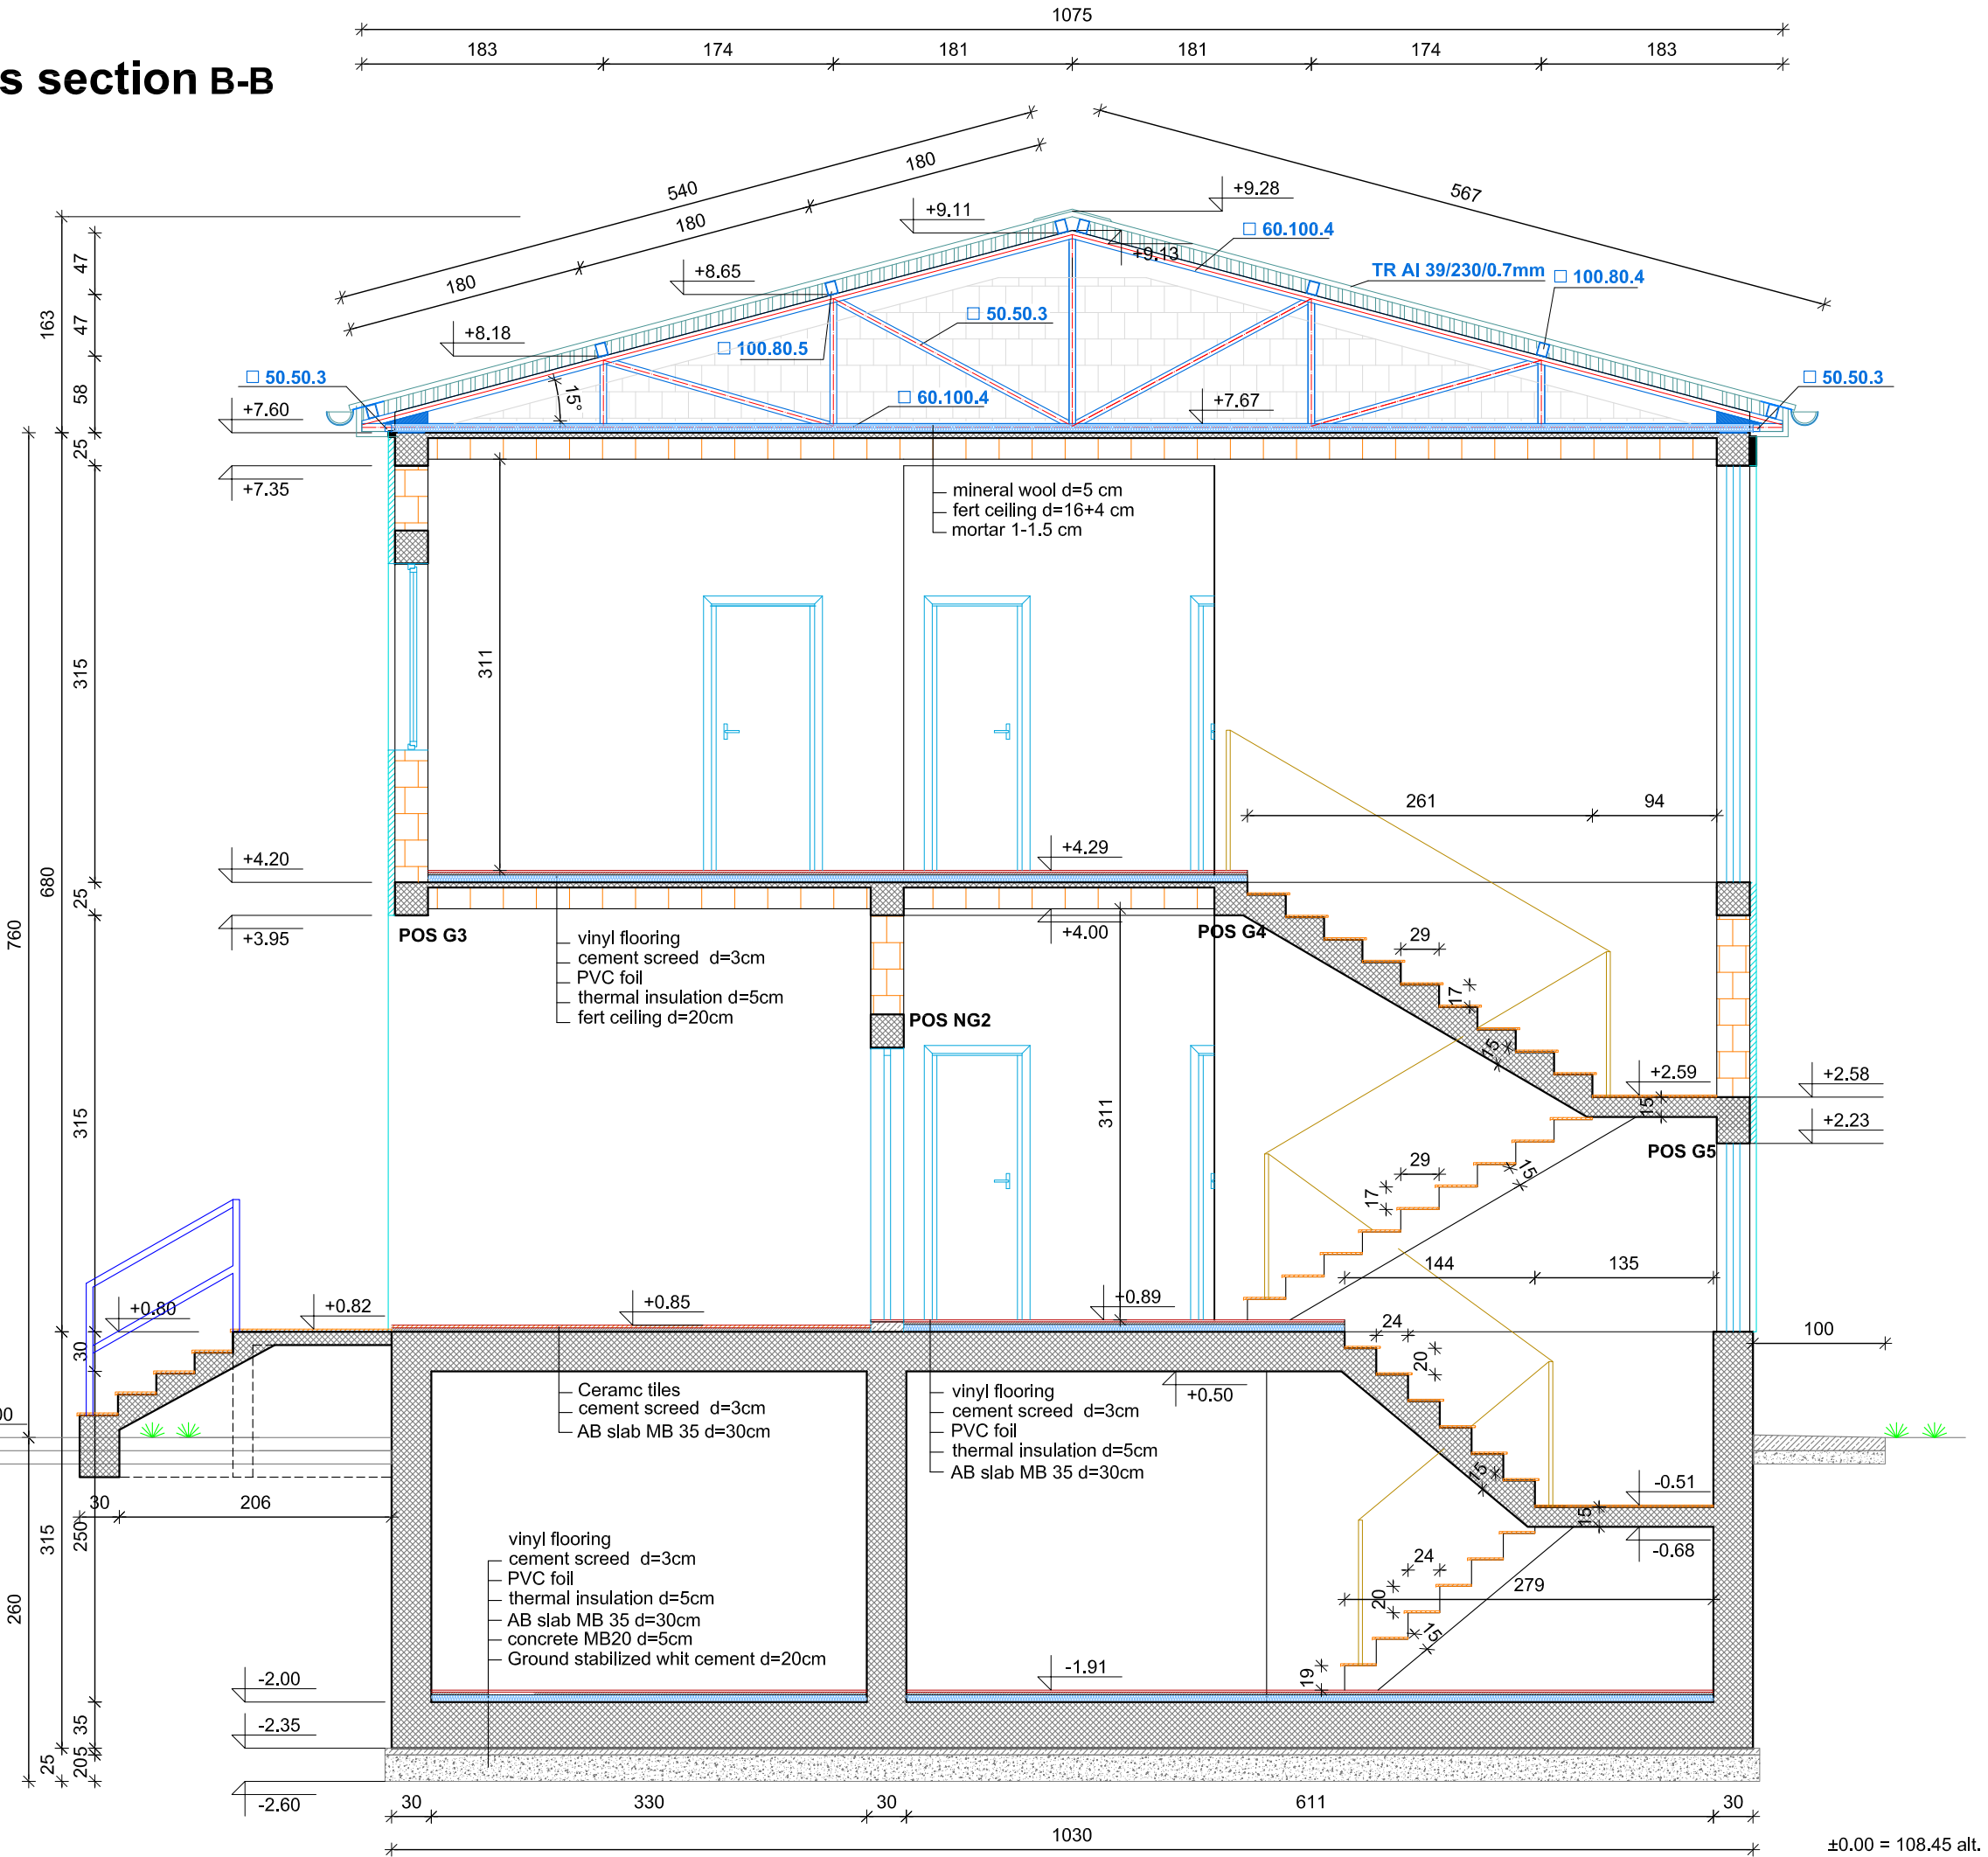 1075
183 174 181 181 174 183
s section B-B
540
180
180
180
567
+9.28
+9.11
□ 60.100.4
+9.13
TR Al 39/230/0.7mm
□ 100.80.4
+8.65
□ 50.50.3
+8.18
□ 100.80.5
15°
□ 50.50.3
□ 60.100.4
+7.67
□ 50.50.3
+7.60
+7.35
163
47
47
58
25
mineral wool d=5 cm
fert ceiling d=16+4 cm
mortar 1-1.5 cm
311
315
680
760
261 94
+4.20
+4.29
25
+3.95
POS G3
+4.00
POS G4
vinyl flooring
cement screed d=3cm
PVC foil
thermal insulation d=5cm
fert ceiling d=20cm
29
17
15
POS NG2
+2.59
+2.58
15
+2.23
POS G5
311
315
29
17
15
144 135
+0.80
+0.82
+0.85
+0.89
24
20
100
30
+0.50
Ceramc tiles
cement screed d=3cm
AB slab MB 35 d=30cm
vinyl flooring
cement screed d=3cm
PVC foil
thermal insulation d=5cm
AB slab MB 35 d=30cm
00
15
-0.51
15
-0.68
30 206
315
250
260
vinyl flooring
cement screed d=3cm
PVC foil
thermal insulation d=5cm
AB slab MB 35 d=30cm
concrete MB20 d=5cm
Ground stabilized whit cement d=20cm
24
279
20
15
19
-1.91
-2.00
-2.35
35
25
205
-2.60
30 330 30 611 30
1030
±0.00 = 108.45 alt.